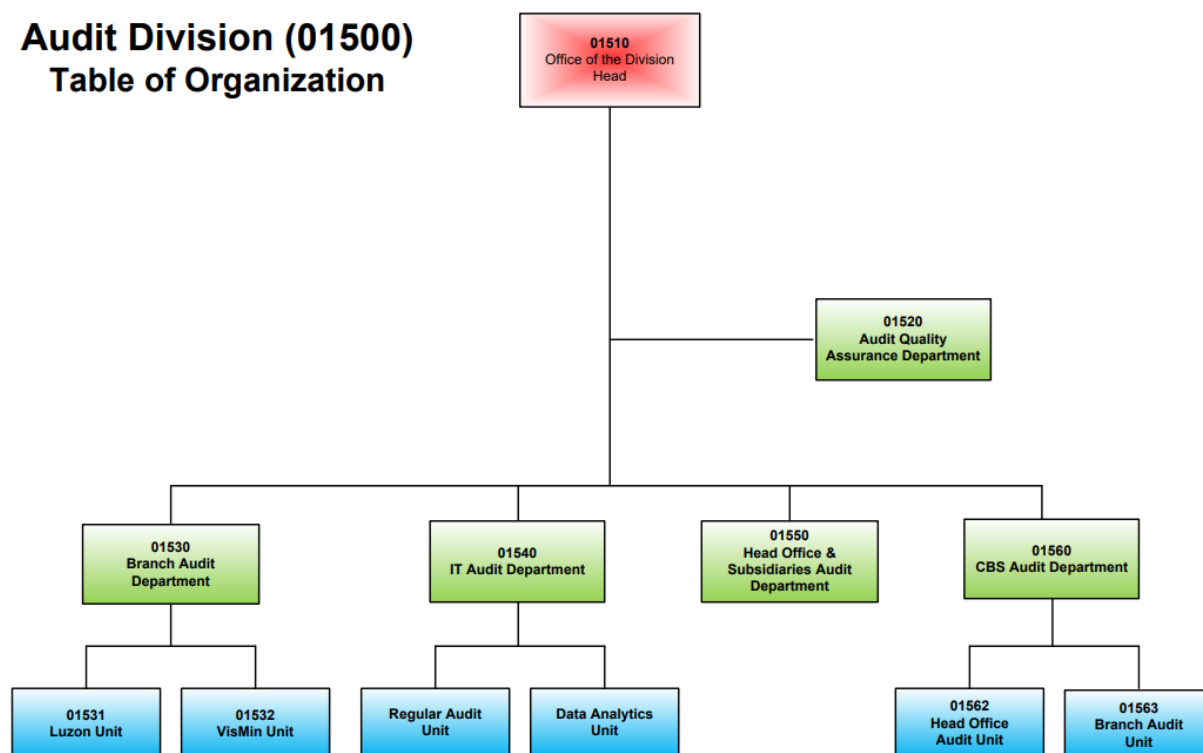 Audit Division (01500)
Table of Organization
01510
Office of the Division
Head
01520
Audit Quality
Assurance Department
01530
Branch Audit
Department
01540
IT Audit Department
01550
Head Office &
Subsidiaries Audit
Department
01560
CBS Audit Department
01531
Luzon Unit
01532
VisMin Unit
Regular Audit
Unit
Data Analytics
Unit
01562
Head Office
Audit Unit
01563
Branch Audit
Unit